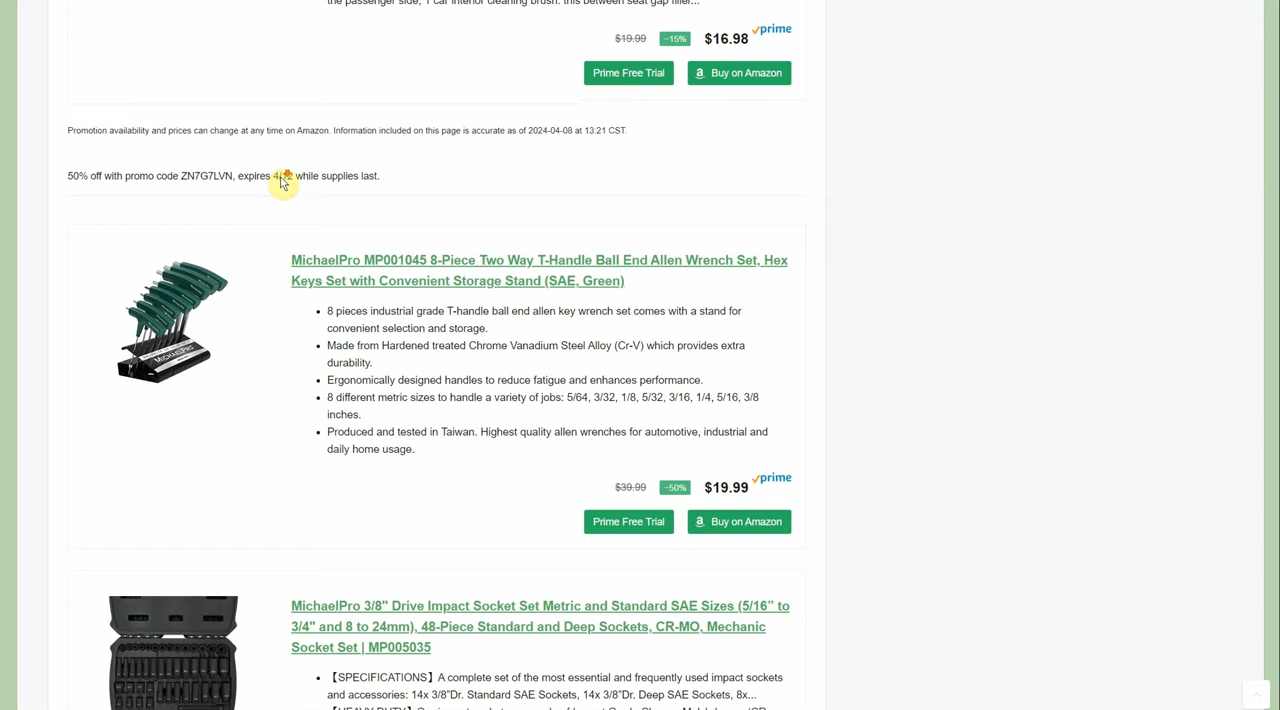 the passenger side, 1 car interior cleaning brush. this between seat gap filler...
$19.99 −15% $16.98 prime
Prime Free Trial Buy on Amazon
Promotion availability and prices can change at any time on Amazon. Information included on this page is accurate as of 2024-04-08 at 13:21 CST.
50% off with promo code ZN7G7LVN, expires while supplies last.
MichaelPro MP001045 8-Piece Two Way T-Handle Ball End Allen Wrench Set, Hex
Keys Set with Convenient Storage Stand (SAE, Green)
• 8 pieces industrial grade T-handle ball end allen key wrench set comes with a stand for
convenient selection and storage.
• Made from Hardened treated Chrome Vanadium Steel Alloy (Cr-V) which provides extra
durability.
• Ergonomically designed handles to reduce fatigue and enhances performance.
• 8 different metric sizes to handle a variety of jobs: 5/64, 3/32, 1/8, 5/32, 3/16, 1/4, 5/16, 3/8
inches.
• Produced and tested in Taiwan. Highest quality allen wrenches for automotive, industrial and
daily home usage.
MICHAELPRO
$39.99 −50% $19.99 prime
Prime Free Trial Buy on Amazon
MichaelPro 3/8" Drive Impact Socket Set Metric and Standard SAE Sizes (5/16” to
3/4" and 8 to 24mm), 48-Piece Standard and Deep Sockets, CR-MO, Mechanic
Socket Set | MP005035
• 【SPECIFICATIONS】A complete set of the most essential and frequently used impact sockets
and accessories: 14x 3/8”Dr. Standard SAE Sockets, 14x 3/8”Dr. Deep SAE Sockets, 8x...